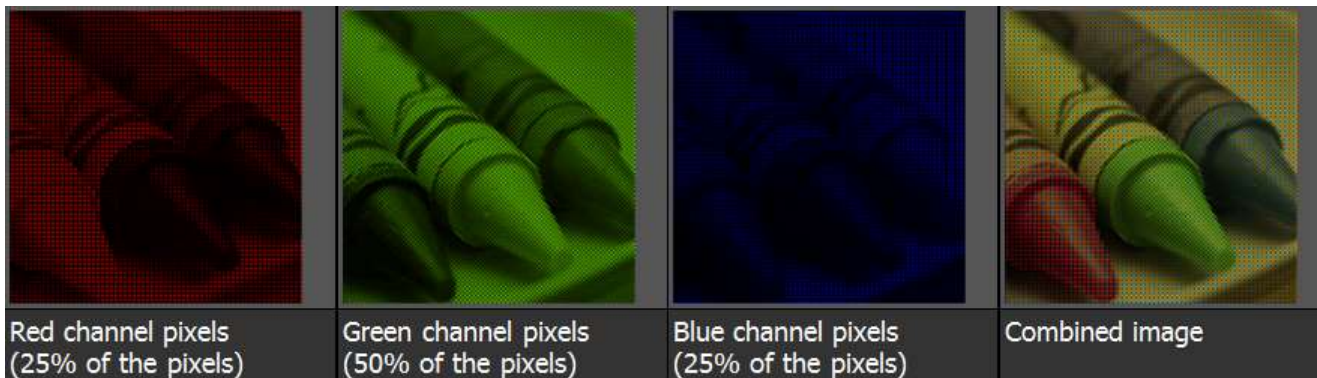 Red channel pixels
(25% of the pixels)
Green channel pixels
(50% of the pixels)
Blue channel pixels
(25% of the pixels)
Combined image